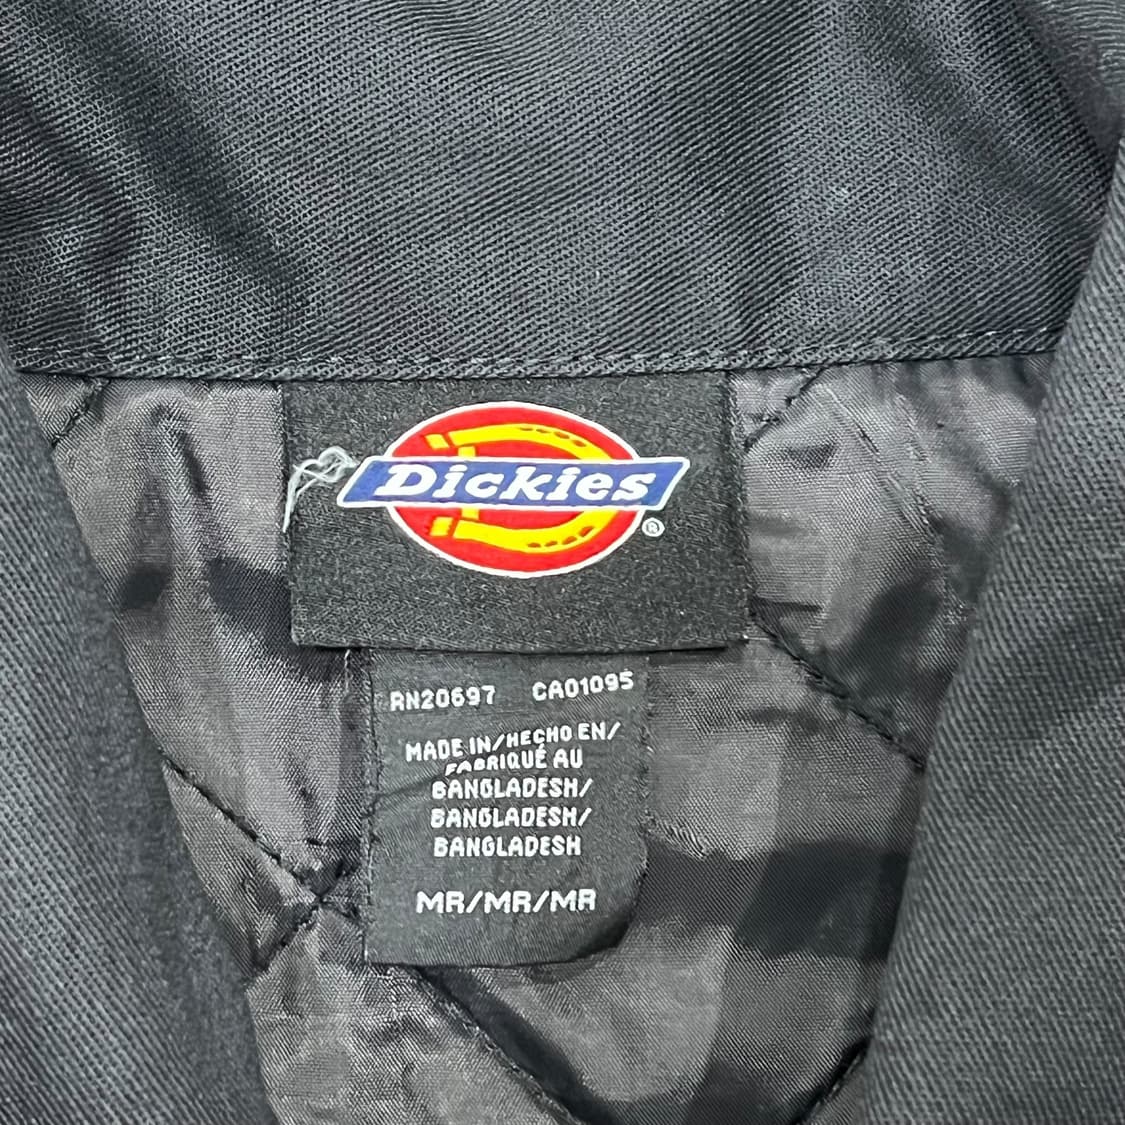 Dickies
®
RN20697 CA01095
MADE IN/HECHO EN/
FABRIQUÉ AU
BANGLADESH/
BANGLADESH/
BANGLADESH
MR/MR/MR